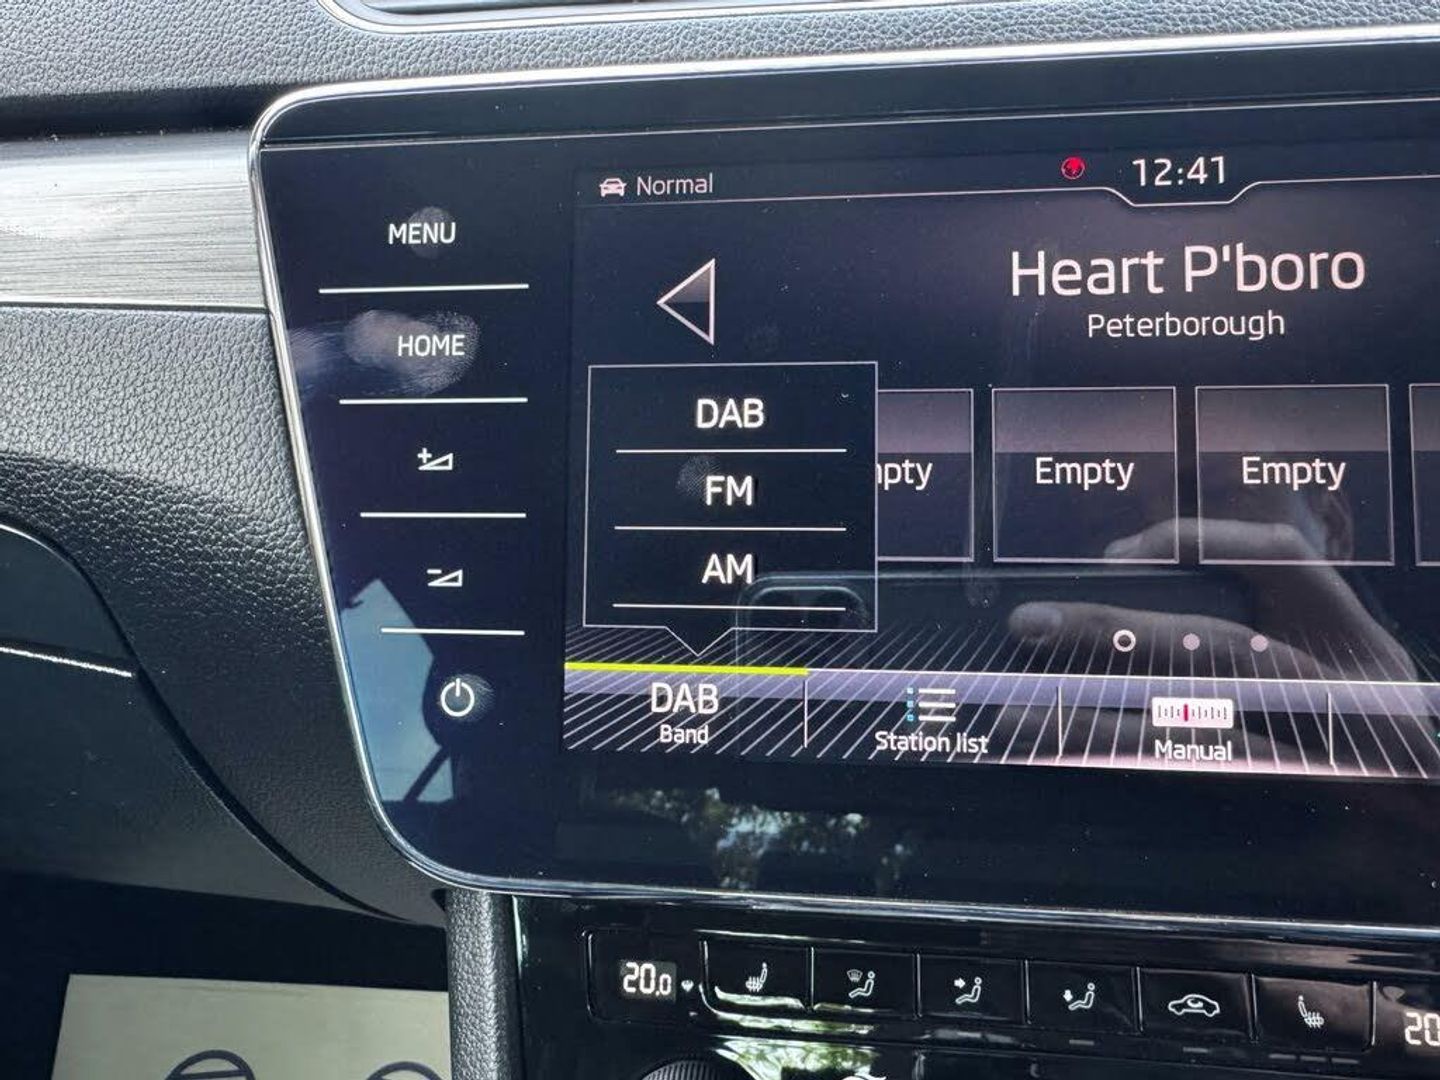 Normal
12:41
MENU
Heart P'boro
Peterborough
HOME
DAB
FM
AM
pty
Empty
Empty
DAB
Band
Station list
Manual
20.0
20